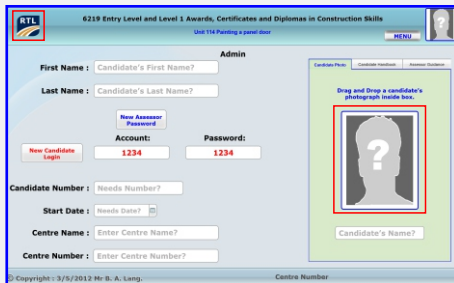 RTL
6219 Entry Level and Level 1 Awards, Certificates and Diplomas in Construction Skills
Unit 114 Painting a panel door
MENU
?
Admin
First Name : Candidate's First Name?
Last Name : Candidate's Last Name?
New Assessor
Password
Account: Password:
New Candidate
Login
1234 1234
Candidate Number : Needs Number?
Start Date : Needs Date?
Centre Name : Enter Centre Name?
Centre Number : Enter Centre Number?
Candidate Photo Candidate Handbook Assessor Guidance
Drag and Drop a candidate's
photograph inside box.
?
Candidate's Name?
© Copyright : 3/5/2012 Mr B. A. Lang. Centre Number